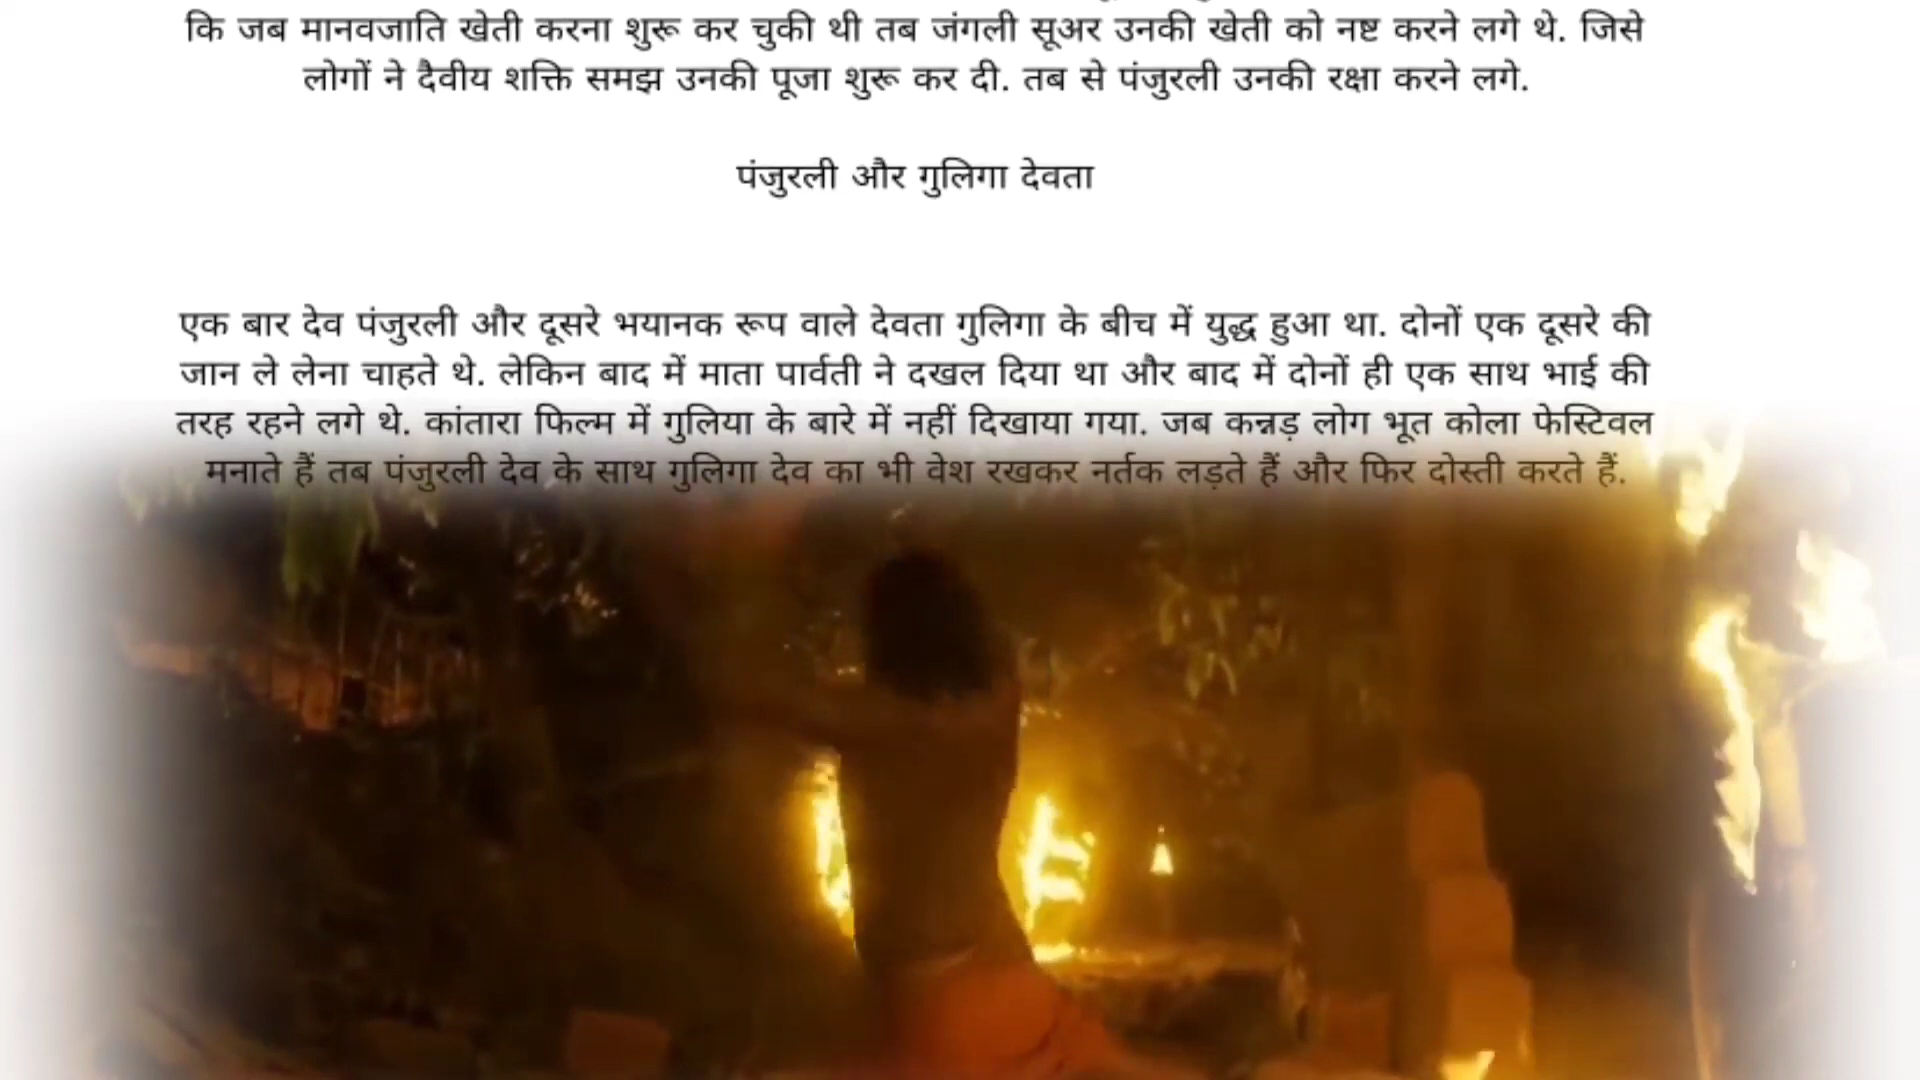 कि जब मानवजाति खेती करना शुरू कर चुकी थी तब जंगली सूअर उनकी खेती को नष्ट करने लगे थे. जिसे
लोगों ने दैवीय शक्ति समझ उनकी पूजा शुरू कर दी. तब से पंजुरली उनकी रक्षा करने लगे.
पंजुरली और गुलिगा देवता
एक बार देव पंजुरली और दूसरे भयानक रूप वाले देवता गुलिगा के बीच में युद्ध हुआ था. दोनों एक दूसरे की
जान ले लेना चाहते थे. लेकिन बाद में माता पार्वती ने दखल दिया था और बाद में दोनों ही एक साथ भाई की
तरह रहने लगे थे. कांतारा फिल्म में गुलिया के बारे में नहीं दिखाया गया. जब कन्नड़ लोग भूत कोला फेस्टिवल
मनाते हैं तब पंजुरली देव के साथ गुलिगा देव का भी वेश रखकर नर्तक लड़ते हैं और फिर दोस्ती करते हैं.